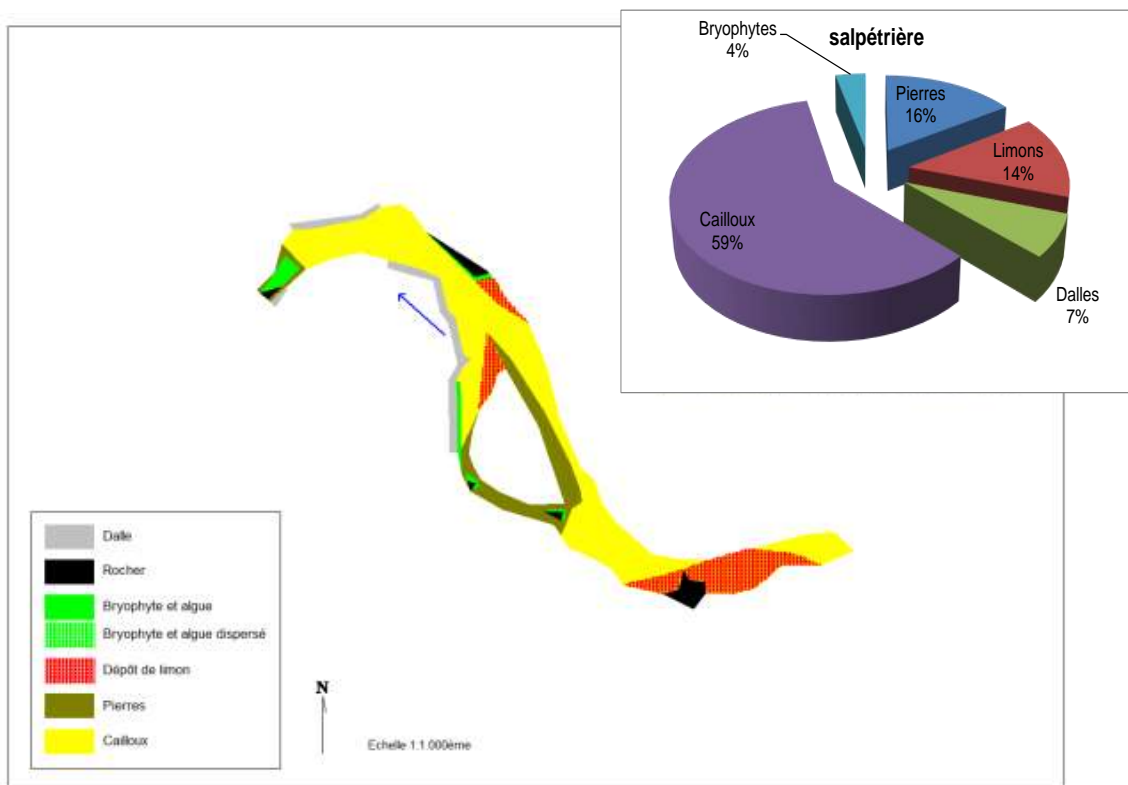 salpétrière
Bryophytes
4%
Pierres
16%
Limons
14%
Cailloux
59%
Dalles
7%
Dalle
Rocher
Bryophyte et algue
Bryophyte et algue dispersé
Dépôt de limon
Pierres
Cailloux
N
Echelle 1:1.000ème